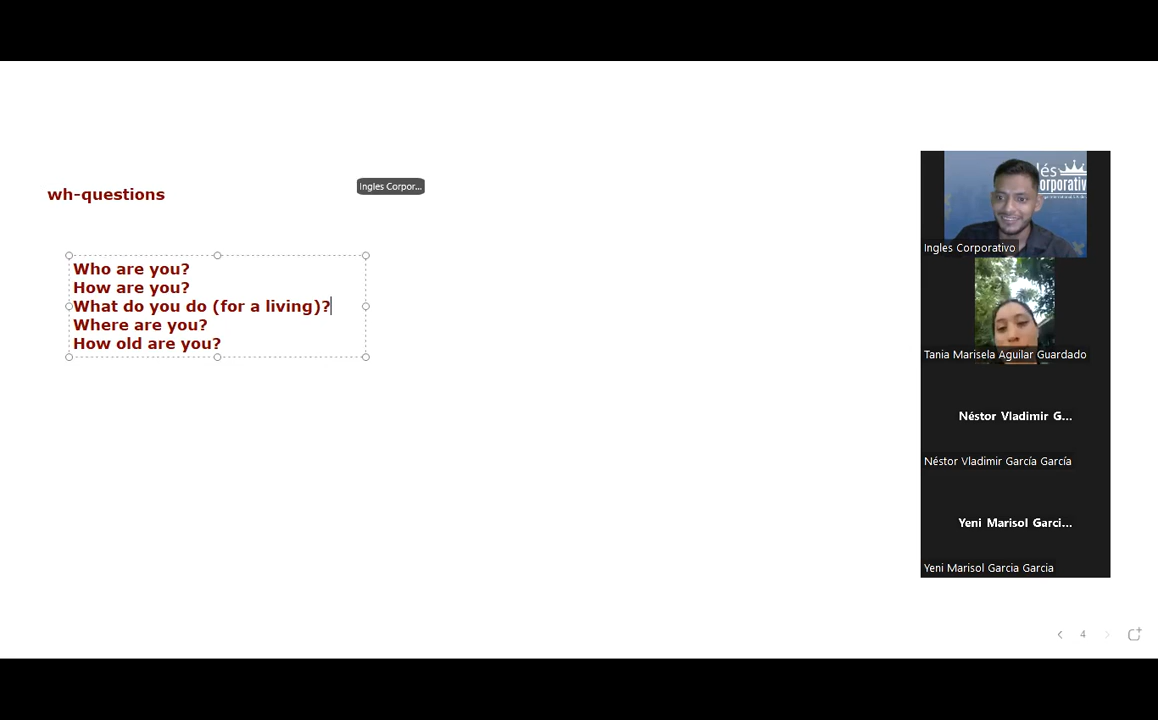 wh-questions
Ingles Corpor...
Who are you?
How are you?
What do you do (for a living)?
Where are you?
How old are you?
és
orporativ
Ingles Corporativo
Tania Marisela Aguilar Guardado
Néstor Vladimir G...
Néstor Vladimir García García
Yeni Marisol Garci...
Yeni Marisol Garcia Garcia
4